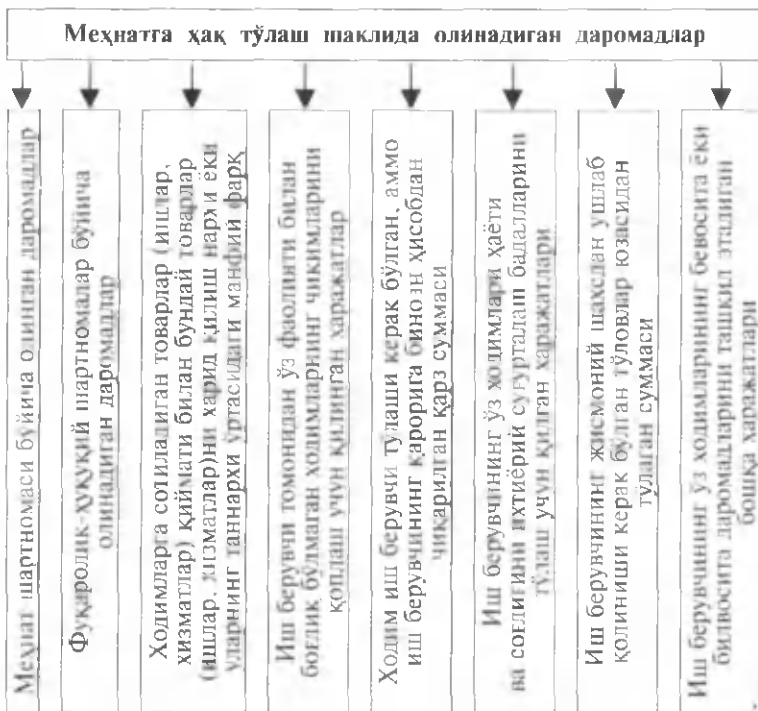 Меҳнатга ҳақ тўлаш шаклида олинадиган даромадлар
Меҳнат шартномаси бўйича олинган даромадлар
Фуқаролик-ҳуқуқий шартномалар бўйича
олинадиган даромадлар
Ходимларга сотиладиган товарлар (ишлар,
хизматлар) қиймати билан бундай товарлар
(ишлар, хизматлар)ни харид қилиш нархи ёки
уларнинг таннархи ўртасидаги манфий фарқ
Иш берувчи томонидан ўз фаолияти билан
боғлиқ бўлмаган ходимларнинг чиқимларини
қоплаш учун қилинган харажатлар
Ходим иш берувчи тўлаши керак бўлган, аммо
иш берувчининг қарорига биноан ҳисобдан
чиқарилган қарз суммаси
Иш берувчининг ўз ходимлари ҳаёти
ва соғлиғини ихтиёрий суғурталаш бадалларини
тўлаш учун қилган харажатлари
Иш берувчининг жисмоний шахсдан ушлаб
қолиниши керак бўлган тўловлар юзасидан
тўлаган суммаси
Иш берувчининг ўз ходимларининг бевосита ёки
билвосита даромадларини ташкил этадиган
бошқа харажатлари